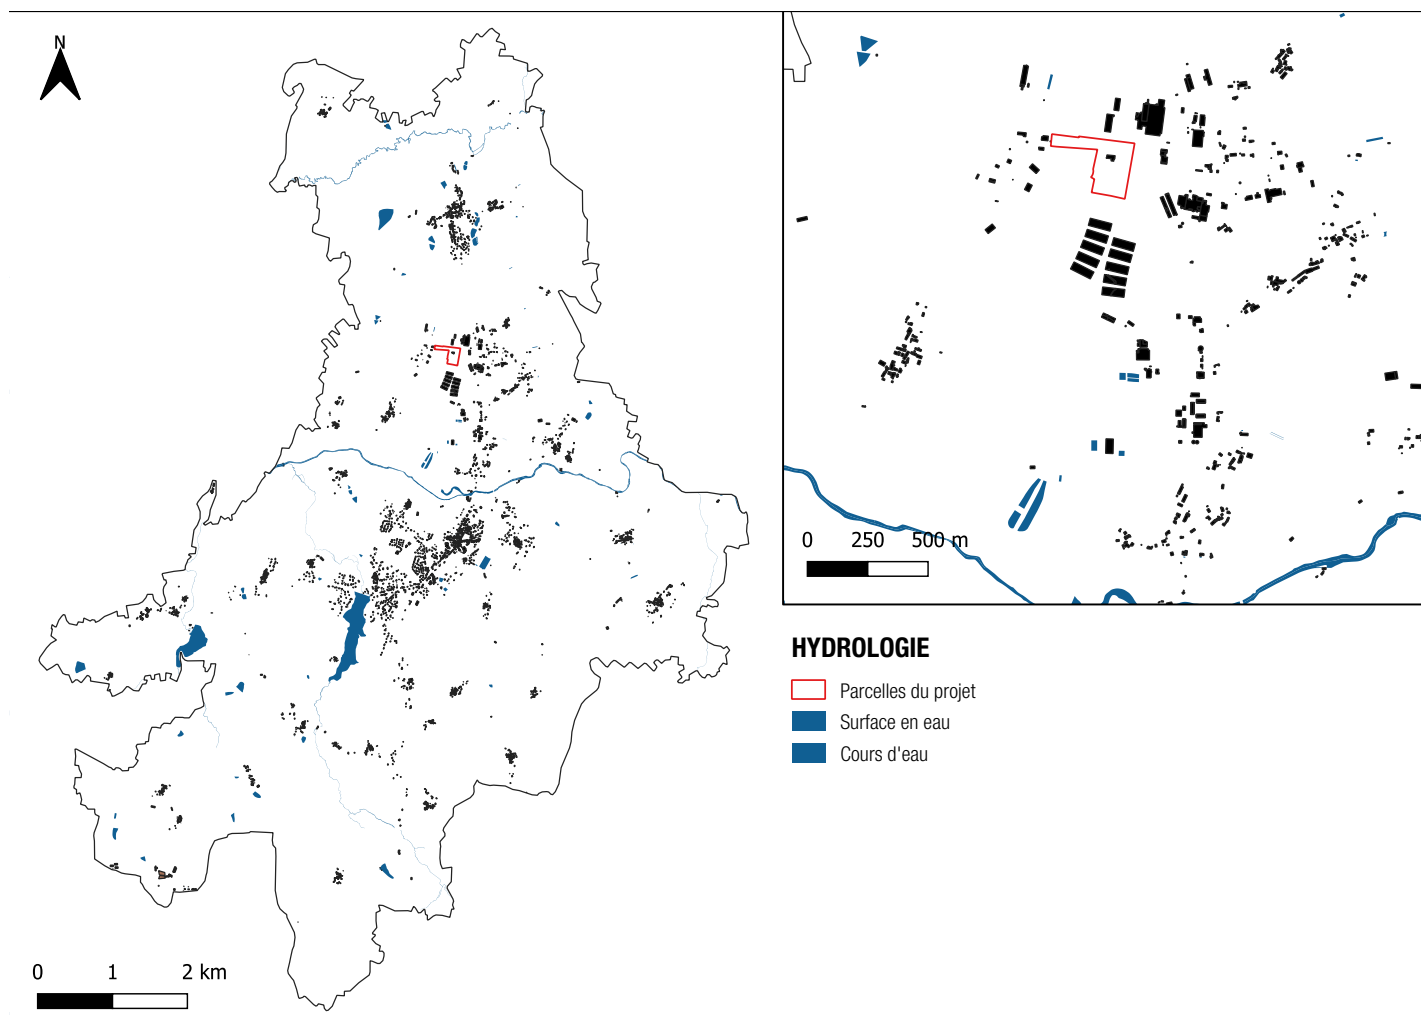 N
0 250 500 m
HYDROLOGIE
Parcelles du projet
Surface en eau
Cours d'eau
0 1 2 km